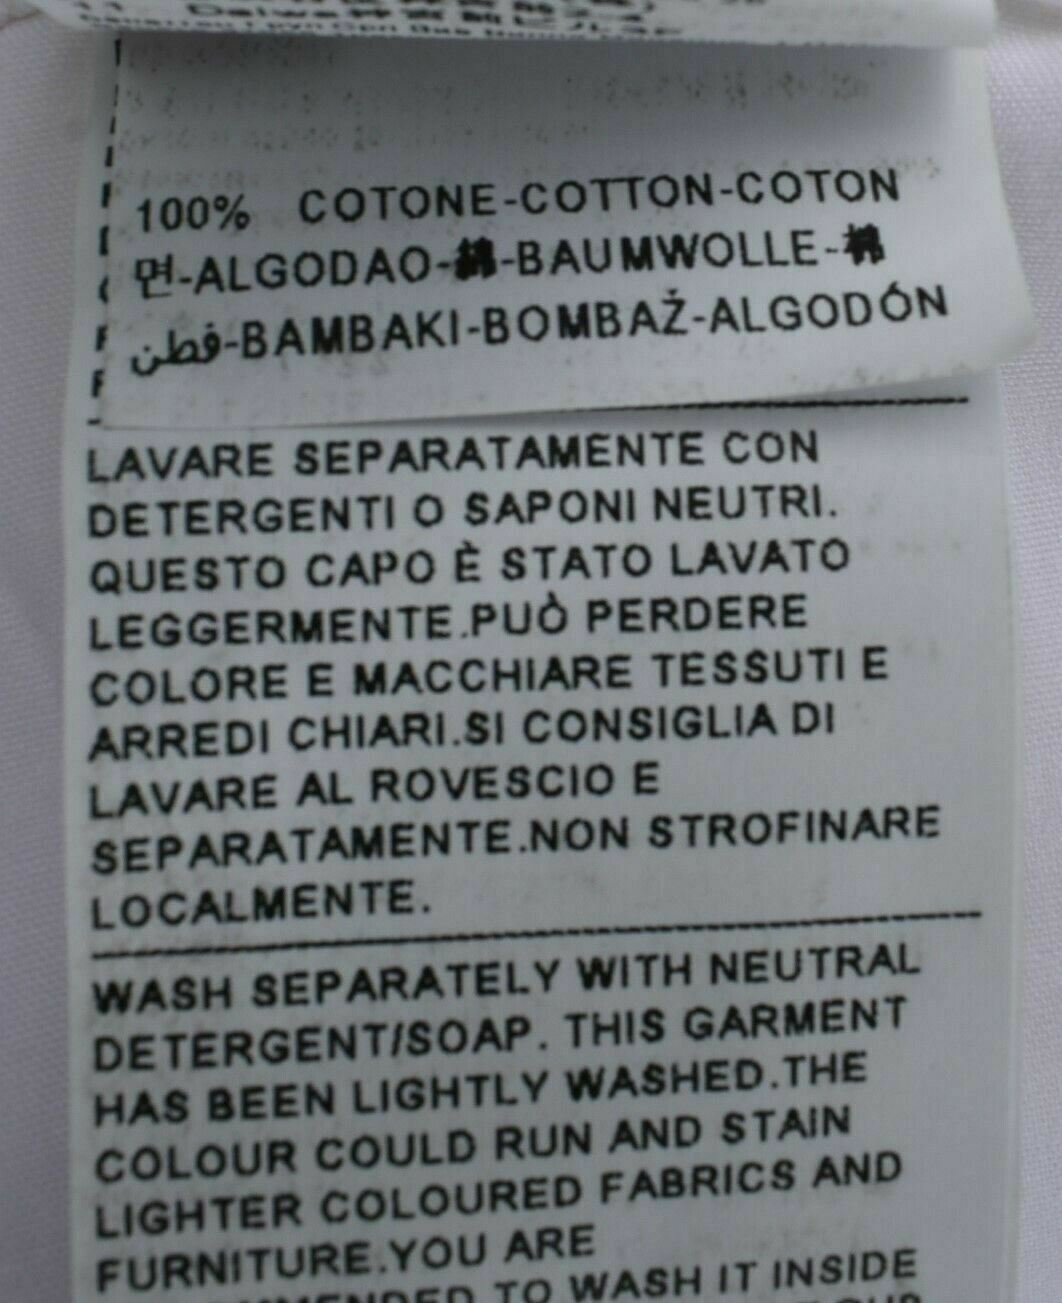 100% COTONE-COTTON-COTON
면-ALGODAO-綿-BAUMWOLLE-棉
قطن-BAMBAKI-BOMBAŹ-ALGODÓN
LAVARE SEPARATAMENTE CON
DETERGENTI O SAPONI NEUTRI.
QUESTO CAPO È STATO LAVATO
LEGGERMENTE.PUÒ PERDERE
COLORE E MACCHIARE TESSUTI E
ARREDI CHIARI.SI CONSIGLIA DI
LAVARE AL ROVESCIO E
SEPARATAMENTE.NON STROFINARE
LOCALMENTE.
WASH SEPARATELY WITH NEUTRAL
DETERGENT/SOAP. THIS GARMENT
HAS BEEN LIGHTLY WASHED.THE
COLOUR COULD RUN AND STAIN
LIGHTER COLOURED FABRICS AND
FURNITURE.YOU ARE
TO WASH IT INSIDE